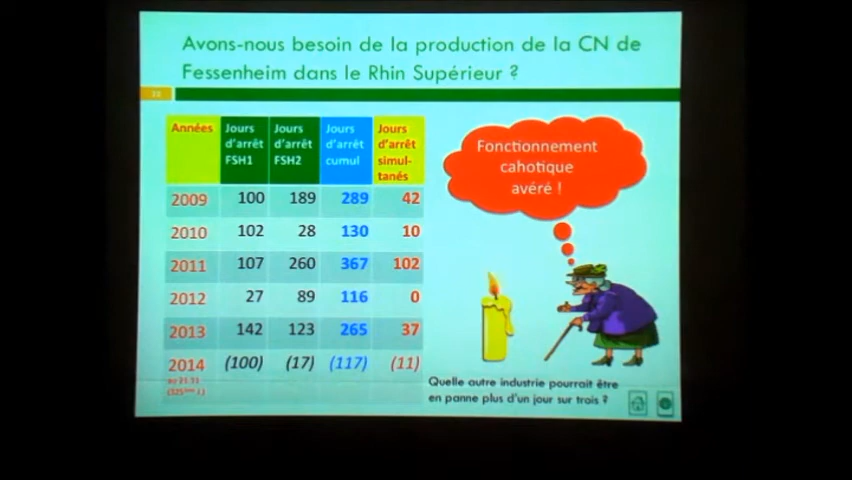 Avons-nous besoin de la production de la CN de
Fessenheim dans le Rhin Supérieur ?
Années
Jours
d'arrêt
FSH1
Jours
d'arrêt
FSH2
Jours
d'arrêt
cumul
Jours
d'arrêt
simul-
tanés
2009 100 189 289 42
2010 102 28 130 10
2011 107 260 367 102
2012 27 89 116 0
2013 142 123 265 37
2014 (100) (17) (117) (11)
Fonctionnement
cahotique
avéré !
Quelle autre industrie pourrait être
en panne plus d'un jour sur trois ?